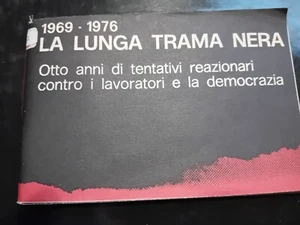 1969 - 1976
LA LUNGA TRAMA NERA
Otto anni di tentativi reazionari
contro i lavoratori e la democrazia